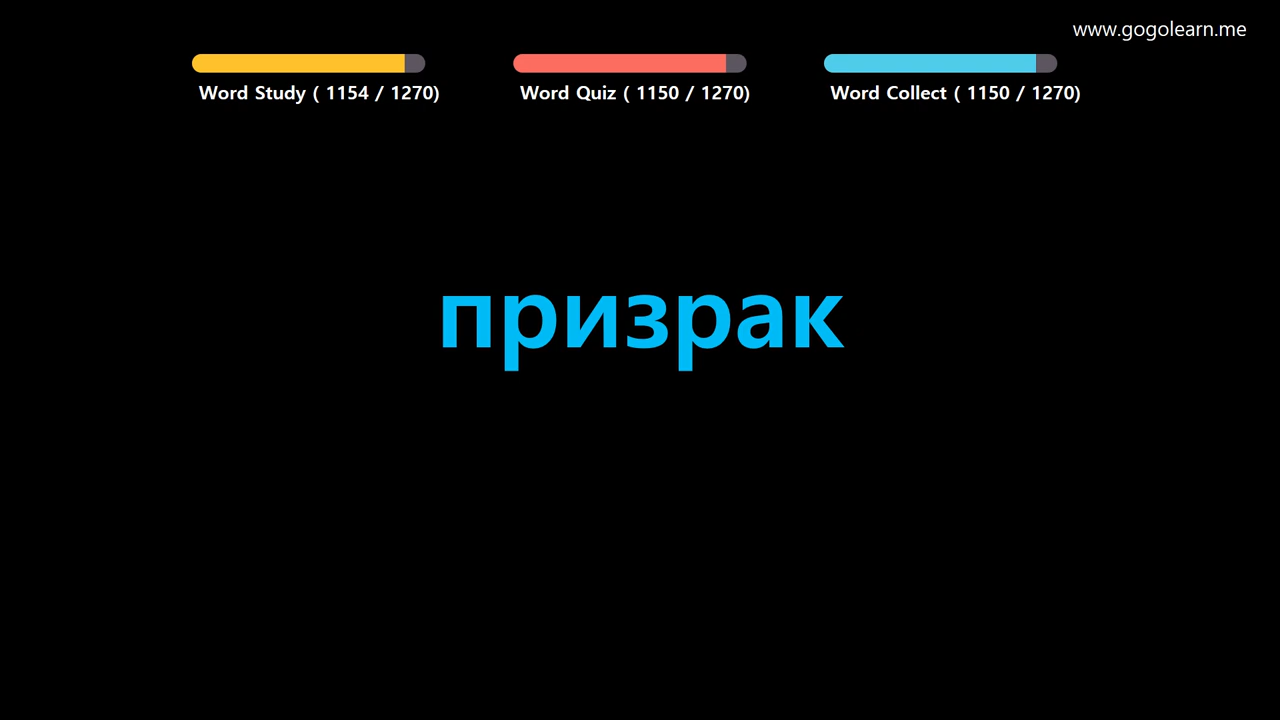 www.gogolearn.me
Word Study ( 1154 / 1270)
Word Quiz ( 1150 / 1270)
Word Collect ( 1150 / 1270)
призрак